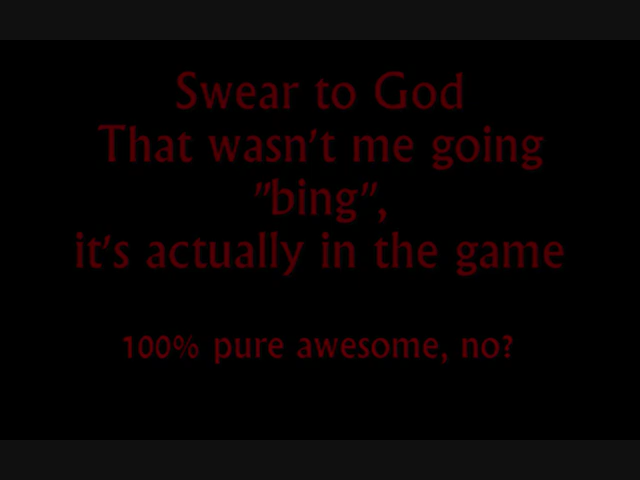 Swear to God
That wasn't me going
"bing",
it's actually in the game
100% pure awesome, no?